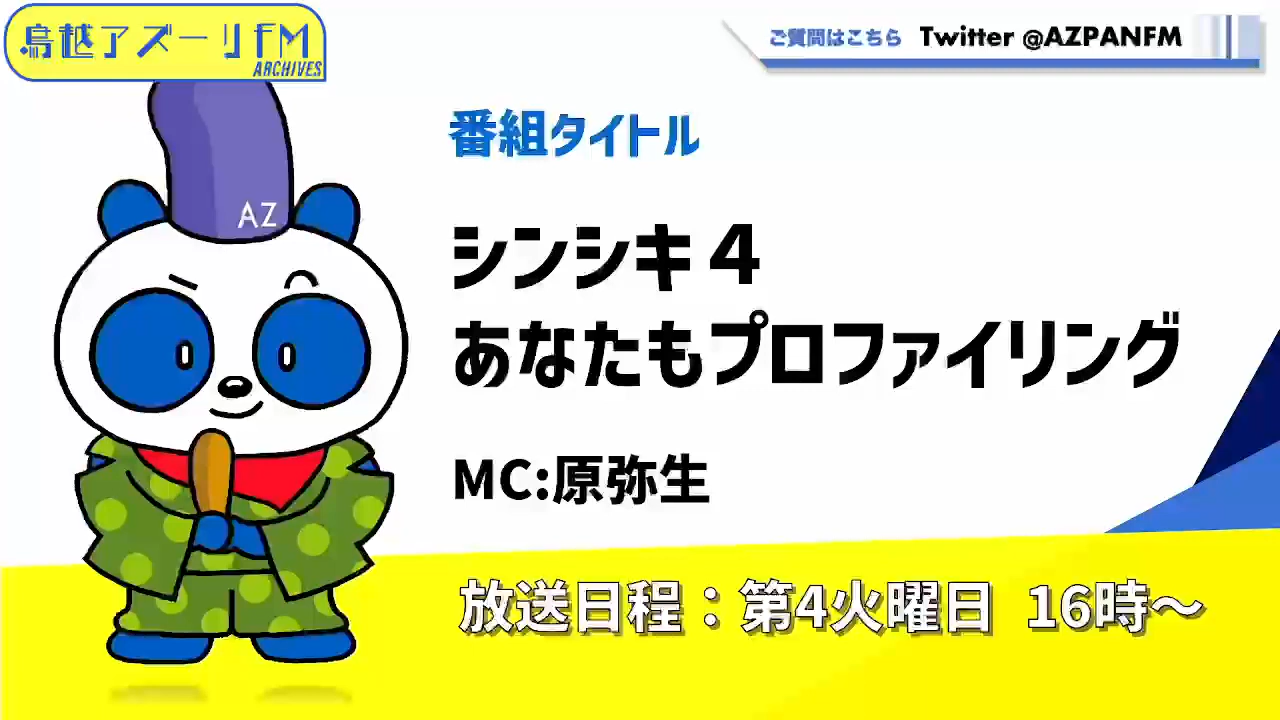 鳥越アズーリFM
ARCHIVES
ご質問はこちら Twitter @AZPANFM
AZ
番組タイトル
シンシキ4
あなたもプロファイリング
MC:原弥生
放送日程：第4火曜日 16時～